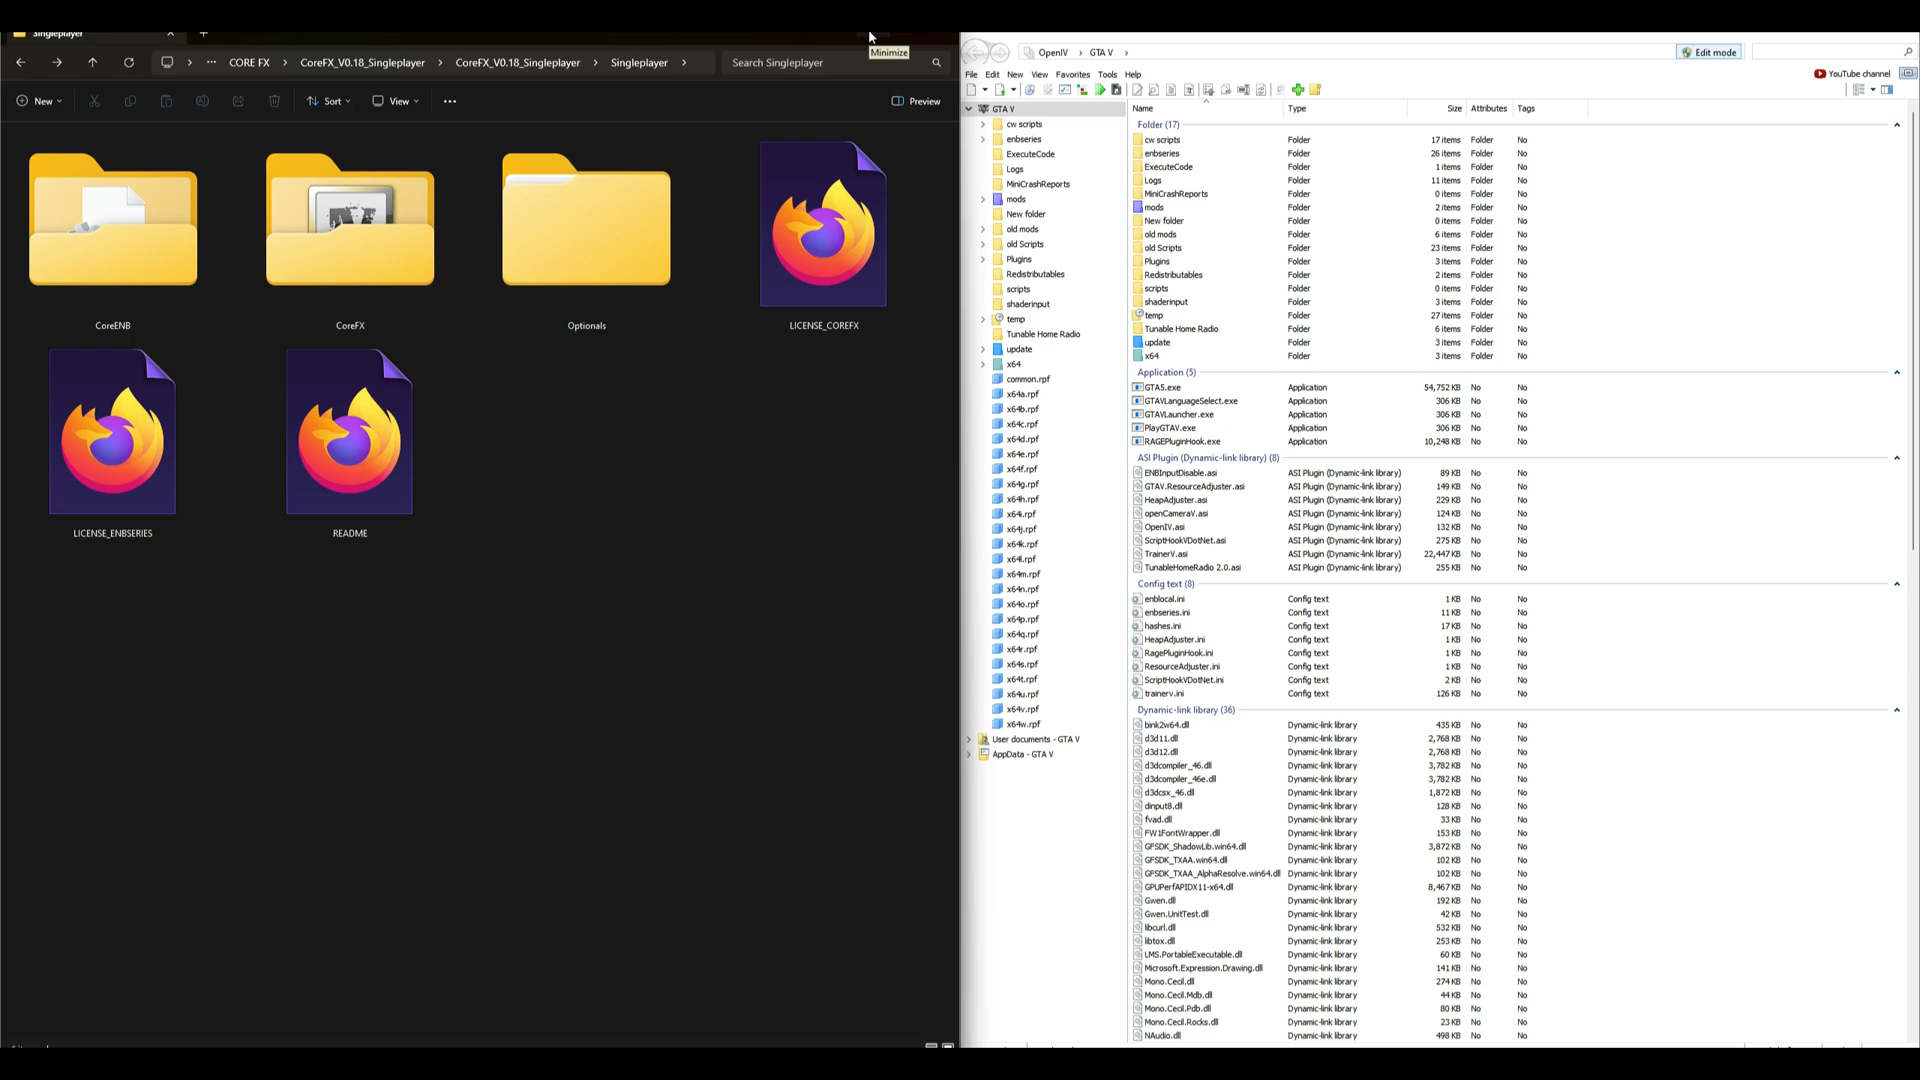 Singleplayer
Minimize
CORE FX > CoreFX_V0.18_Singleplayer > CoreFX_V0.18_Singleplayer > Singleplayer >
Search Singleplayer
New
Sort
View
Preview
CoreENB
CoreFX
Optionals
LICENSE_COREFX
LICENSE_ENBSERIES
README
OpenIV > GTA V >
Edit mode
File Edit New View Favorites Tools Help
YouTube channel
GTA V
cw scripts
enbseries
ExecuteCode
Logs
MiniCrashReports
mods
New folder
old mods
old Scripts
Plugins
Redistributables
scripts
shaderinput
temp
Tunable Home Radio
update
x64
common.rpf
x64a.rpf
x64b.rpf
x64c.rpf
x64d.rpf
x64e.rpf
x64f.rpf
x64g.rpf
x64h.rpf
x64i.rpf
x64j.rpf
x64k.rpf
x64l.rpf
x64m.rpf
x64n.rpf
x64o.rpf
x64p.rpf
x64q.rpf
x64r.rpf
x64s.rpf
x64t.rpf
x64u.rpf
x64v.rpf
x64w.rpf
User documents - GTA V
AppData - GTA V
Name Type Size Attributes Tags
Folder (17)
cw scripts Folder 17 items Folder No
enbseries Folder 26 items Folder No
ExecuteCode Folder 1 items Folder No
Logs Folder 11 items Folder No
MiniCrashReports Folder 0 items Folder No
mods Folder 2 items Folder No
New folder Folder 0 items Folder No
old mods Folder 6 items Folder No
old Scripts Folder 23 items Folder No
Plugins Folder 3 items Folder No
Redistributables Folder 2 items Folder No
scripts Folder 0 items Folder No
shaderinput Folder 3 items Folder No
temp Folder 27 items Folder No
Tunable Home Radio Folder 6 items Folder No
update Folder 3 items Folder No
x64 Folder 3 items Folder No
Application (5)
GTA5.exe Application 54,752 KB No No
GTAVLanguageSelect.exe Application 306 KB No No
GTAVLauncher.exe Application 306 KB No No
PlayGTAV.exe Application 306 KB No No
RAGEPluginHook.exe Application 10,248 KB No No
ASI Plugin (Dynamic-link library) (8)
ENBInputDisable.asi ASI Plugin (Dynamic-link library) 89 KB No No
GTAV.ResourceAdjuster.asi ASI Plugin (Dynamic-link library) 149 KB No No
HeapAdjuster.asi ASI Plugin (Dynamic-link library) 229 KB No No
openCameraV.asi ASI Plugin (Dynamic-link library) 124 KB No No
OpenIV.asi ASI Plugin (Dynamic-link library) 132 KB No No
ScriptHookVDotNet.asi ASI Plugin (Dynamic-link library) 275 KB No No
TrainerV.asi ASI Plugin (Dynamic-link library) 22,447 KB No No
TunableHomeRadio 2.0.asi ASI Plugin (Dynamic-link library) 255 KB No No
Config text (8)
enblocal.ini Config text 1 KB No No
enbseries.ini Config text 11 KB No No
hashes.ini Config text 17 KB No No
HeapAdjuster.ini Config text 1 KB No No
RagePluginHook.ini Config text 1 KB No No
ResourceAdjuster.ini Config text 1 KB No No
ScriptHookVDotNet.ini Config text 2 KB No No
trainerv.ini Config text 126 KB No No
Dynamic-link library (36)
bink2w64.dll Dynamic-link library 435 KB No No
d3d11.dll Dynamic-link library 2,768 KB No No
d3d12.dll Dynamic-link library 2,768 KB No No
d3dcompiler_46.dll Dynamic-link library 3,782 KB No No
d3dcompiler_46e.dll Dynamic-link library 3,782 KB No No
d3dcsx_46.dll Dynamic-link library 1,872 KB No No
dinput8.dll Dynamic-link library 128 KB No No
fvad.dll Dynamic-link library 33 KB No No
FW1FontWrapper.dll Dynamic-link library 153 KB No No
GFSDK_ShadowLib.win64.dll Dynamic-link library 3,872 KB No No
GFSDK_TXAA.win64.dll Dynamic-link library 102 KB No No
GFSDK_TXAA_AlphaResolve.win64.dll Dynamic-link library 102 KB No No
GPUPerfAPIDX11-x64.dll Dynamic-link library 8,467 KB No No
Gwen.dll Dynamic-link library 192 KB No No
Gwen.UnitTest.dll Dynamic-link library 42 KB No No
libcurl.dll Dynamic-link library 532 KB No No
libtox.dll Dynamic-link library 253 KB No No
LMS.PortableExecutable.dll Dynamic-link library 60 KB No No
Microsoft.Expression.Drawing.dll Dynamic-link library 141 KB No No
Mono.Cecil.dll Dynamic-link library 274 KB No No
Mono.Cecil.Mdb.dll Dynamic-link library 44 KB No No
Mono.Cecil.Pdb.dll Dynamic-link library 80 KB No No
Mono.Cecil.Rocks.dll Dynamic-link library 23 KB No No
NAudio.dll Dynamic-link library 498 KB No No